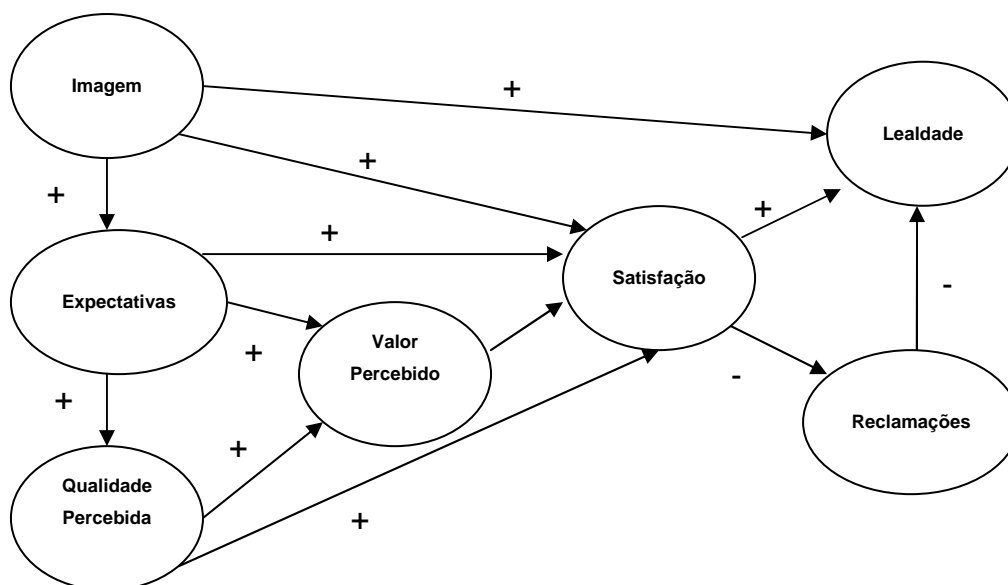 Imagem
+
Lealdade
+
+
+
+
Satisfação
Expectativas
+
-
Valor
Percebido
+
-
+
Reclamações
+
Qualidade
Percebida
+